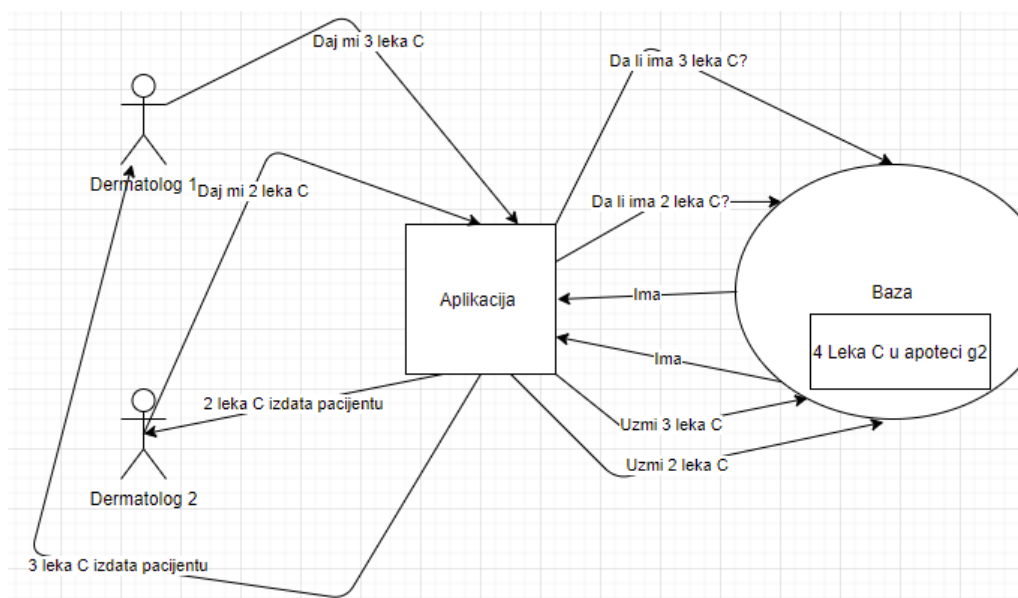 Daj mi 3 leka C
Da li ima 3 leka C?
Dermatolog 1
Daj mi 2 leka C
Da li ima 2 leka C?
Aplikacija
Ima
Baza
4 Leka C u apoteci g2
Ima
2 leka C izdata pacijentu
Uzmi 3 leka C
Uzmi 2 leka C
Dermatolog 2
3 leka C izdata pacijentu